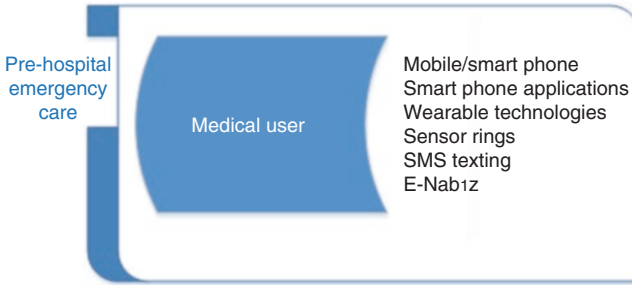 Pre-hospital
emergency
care
Medical user
Mobile/smart phone
Smart phone applications
Wearable technologies
Sensor rings
SMS texting
E-Nab1z